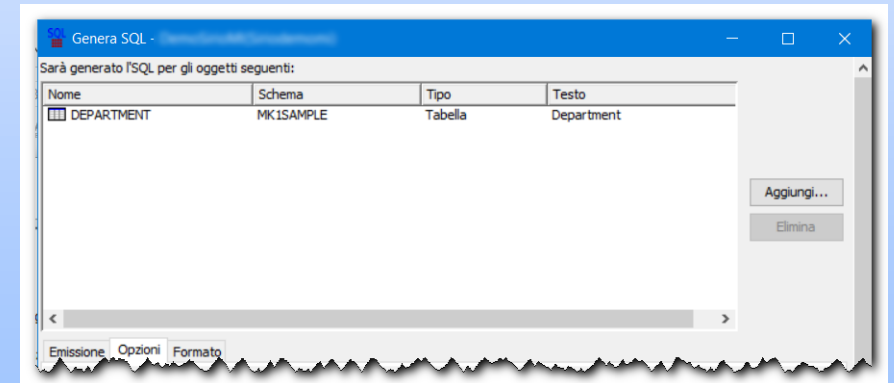 SQL Genera SQL -
Sarà generato l'SQL per gli oggetti seguenti:
Nome Schema Tipo Testo
DEPARTMENT MK1SAMPLE Tabella Department
Aggiungi...
Elimina
Emissione Opzioni Formato